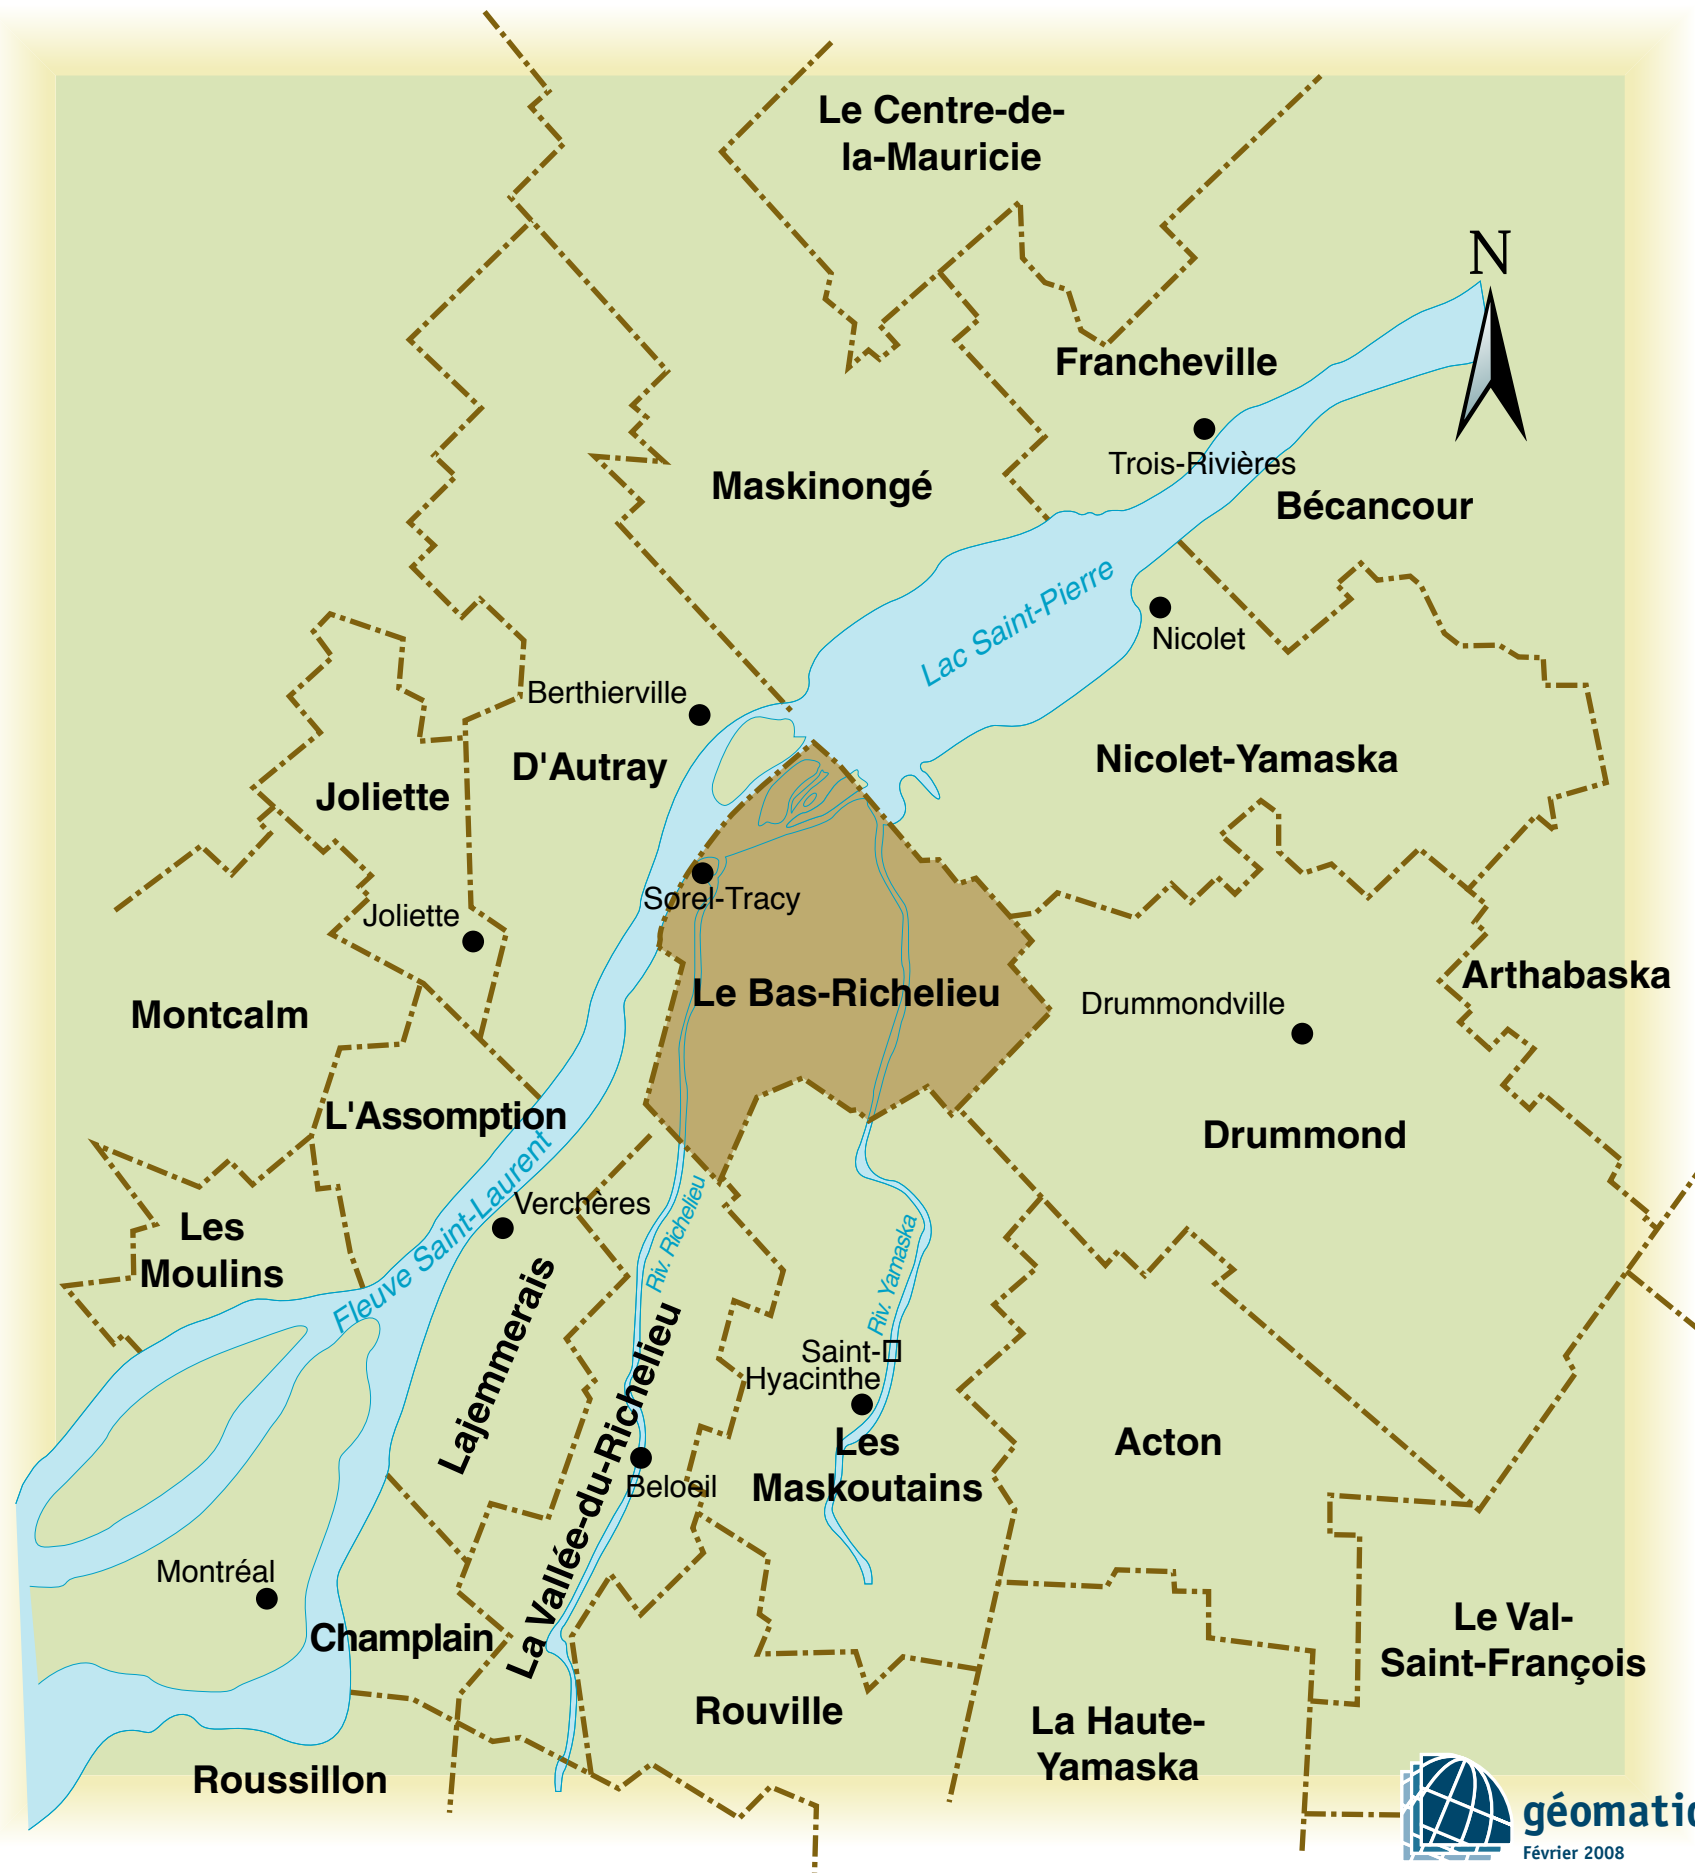 Le Centre-de-
la-Mauricie
N
Francheville
Trois-Rivières
Maskinongé
Bécancour
Lac Saint-Pierre
Nicolet
Berthierville
D'Autray
Nicolet-Yamaska
Joliette
Sorel-Tracy
Joliette
Arthabaska
Le Bas-Richelieu
Drummondville
Montcalm
L'Assomption
Drummond
Fleuve Saint-Laurent
Verchères
Riv. Richelieu
Riv. Yamaska
Les
Moulins
Lajemmerais
La Vallée-du-Richelieu
Saint-
Hyacinthe
Les
Maskoutains
Acton
Beloeil
Montréal
Champlain
Le Val-
Saint-François
Rouville
La Haute-
Yamaska
Roussillon
géomatiq
Février 2008